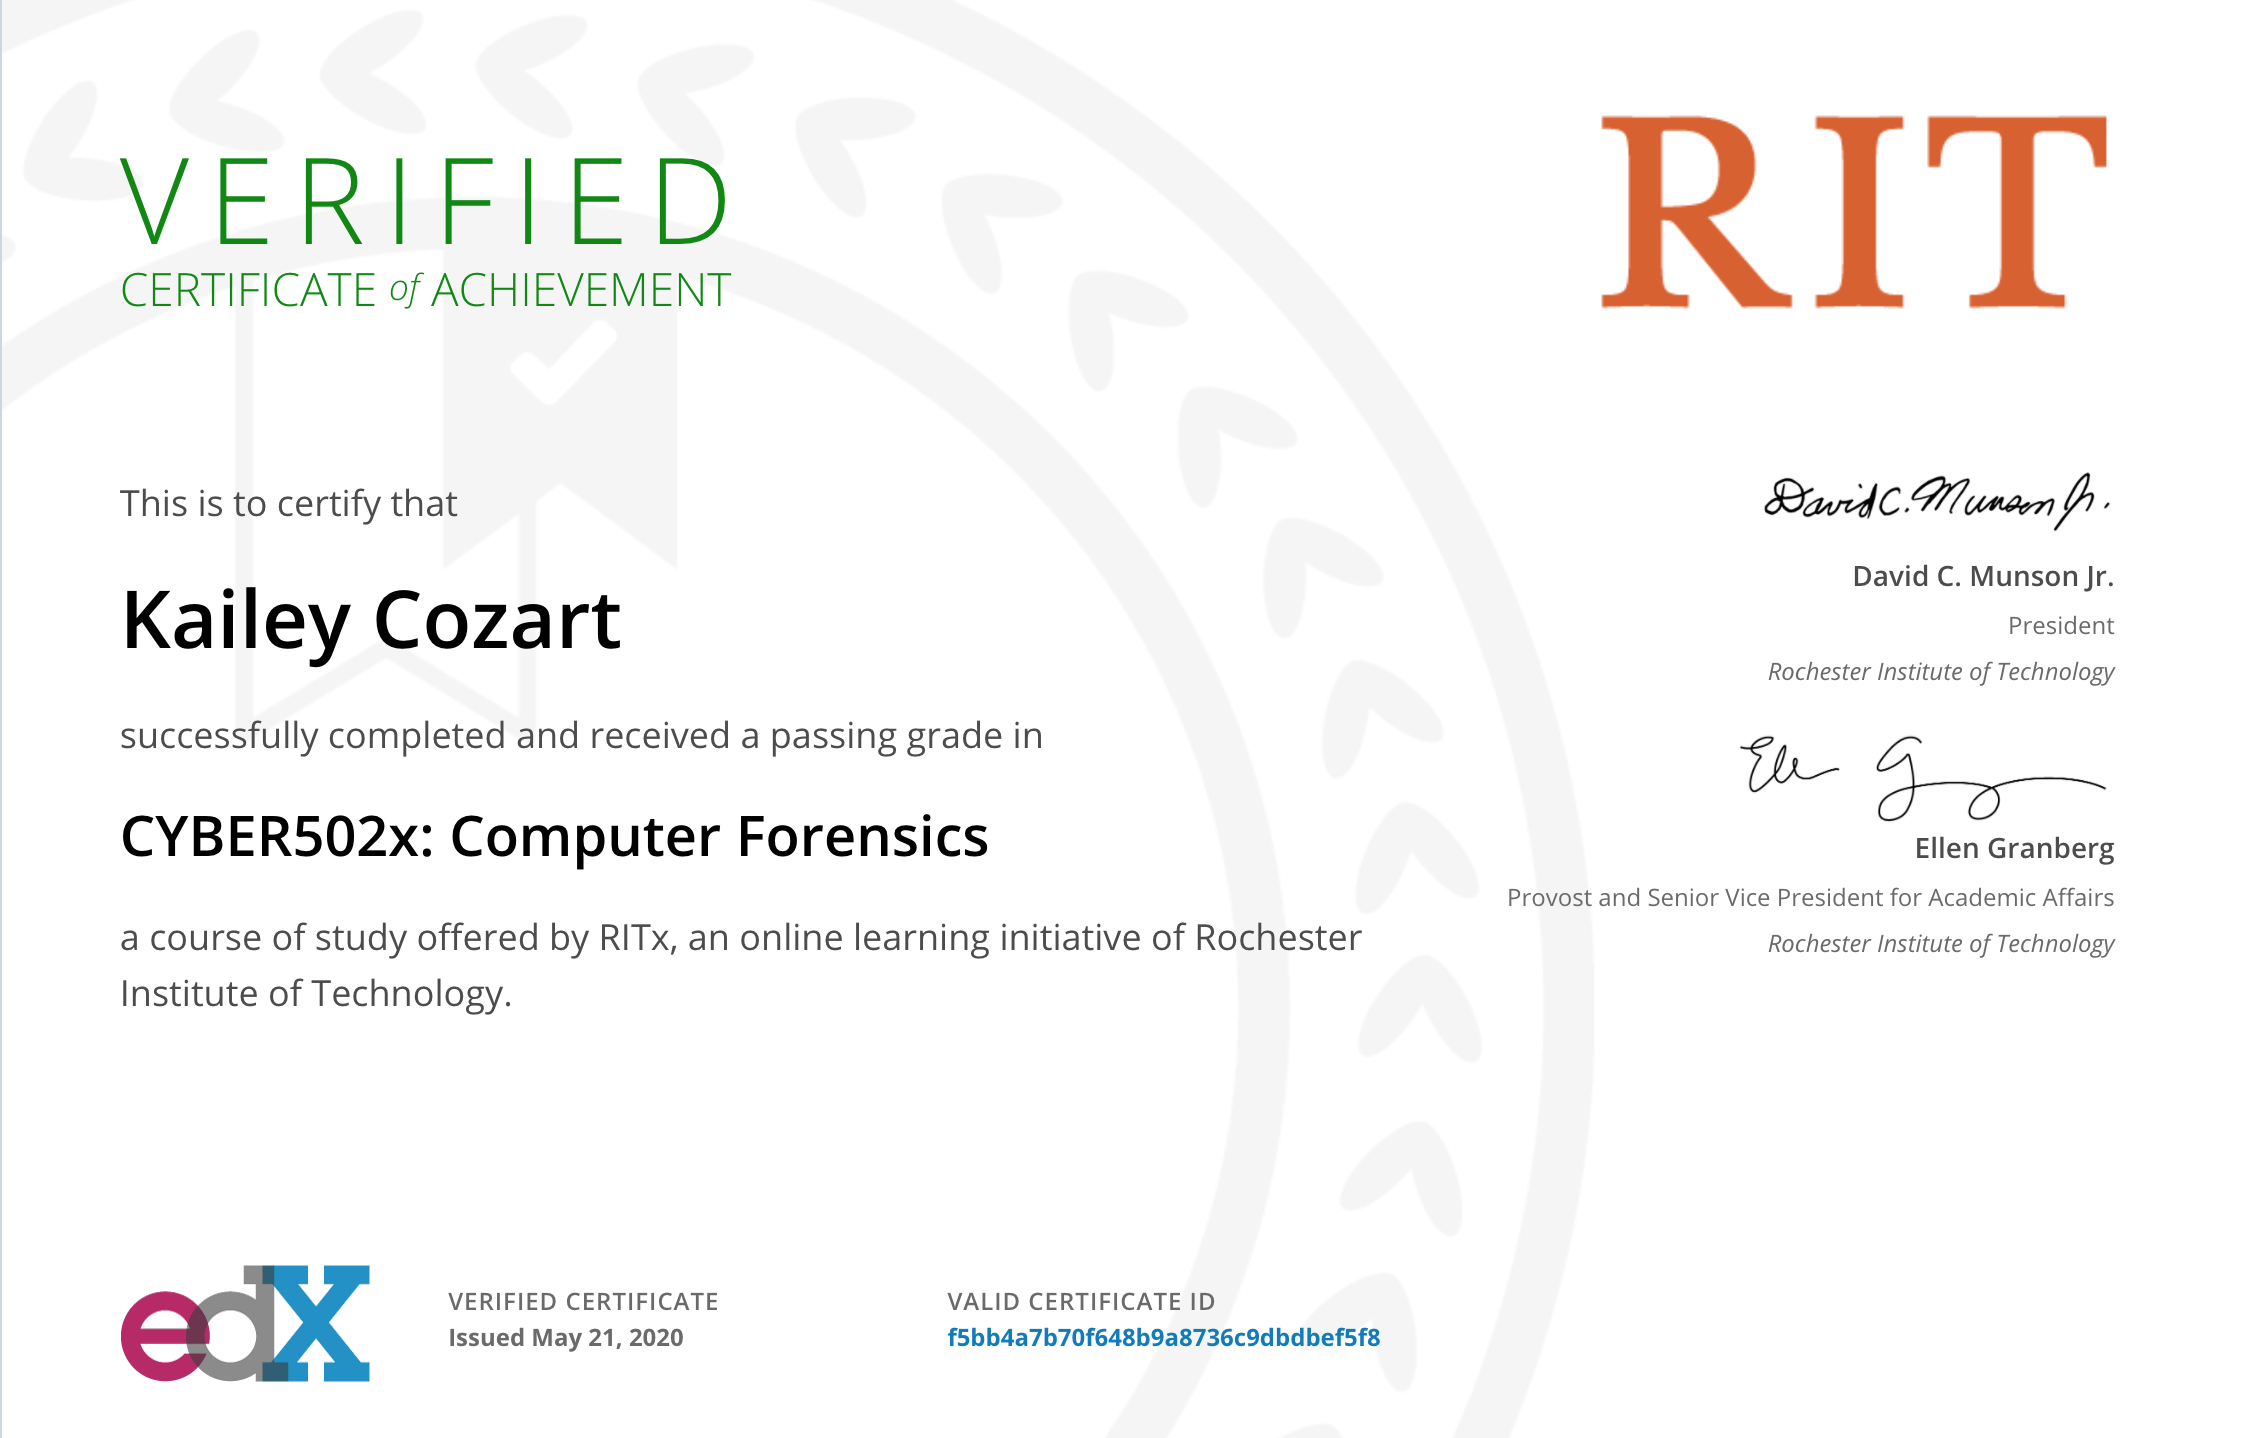 VERIFIED
CERTIFICATE of ACHIEVEMENT
RIT
This is to certify that
Kailey Cozart
successfully completed and received a passing grade in
CYBER502x: Computer Forensics
a course of study offered by RITx, an online learning initiative of Rochester
Institute of Technology.
David C. Munson Jr.
David C. Munson Jr.
President
Rochester Institute of Technology
Ellen Granberg
Provost and Senior Vice President for Academic Affairs
Rochester Institute of Technology
edX
VERIFIED CERTIFICATE
Issued May 21, 2020
VALID CERTIFICATE ID
f5bb4a7b70f648b9a8736c9dbdbef5f8